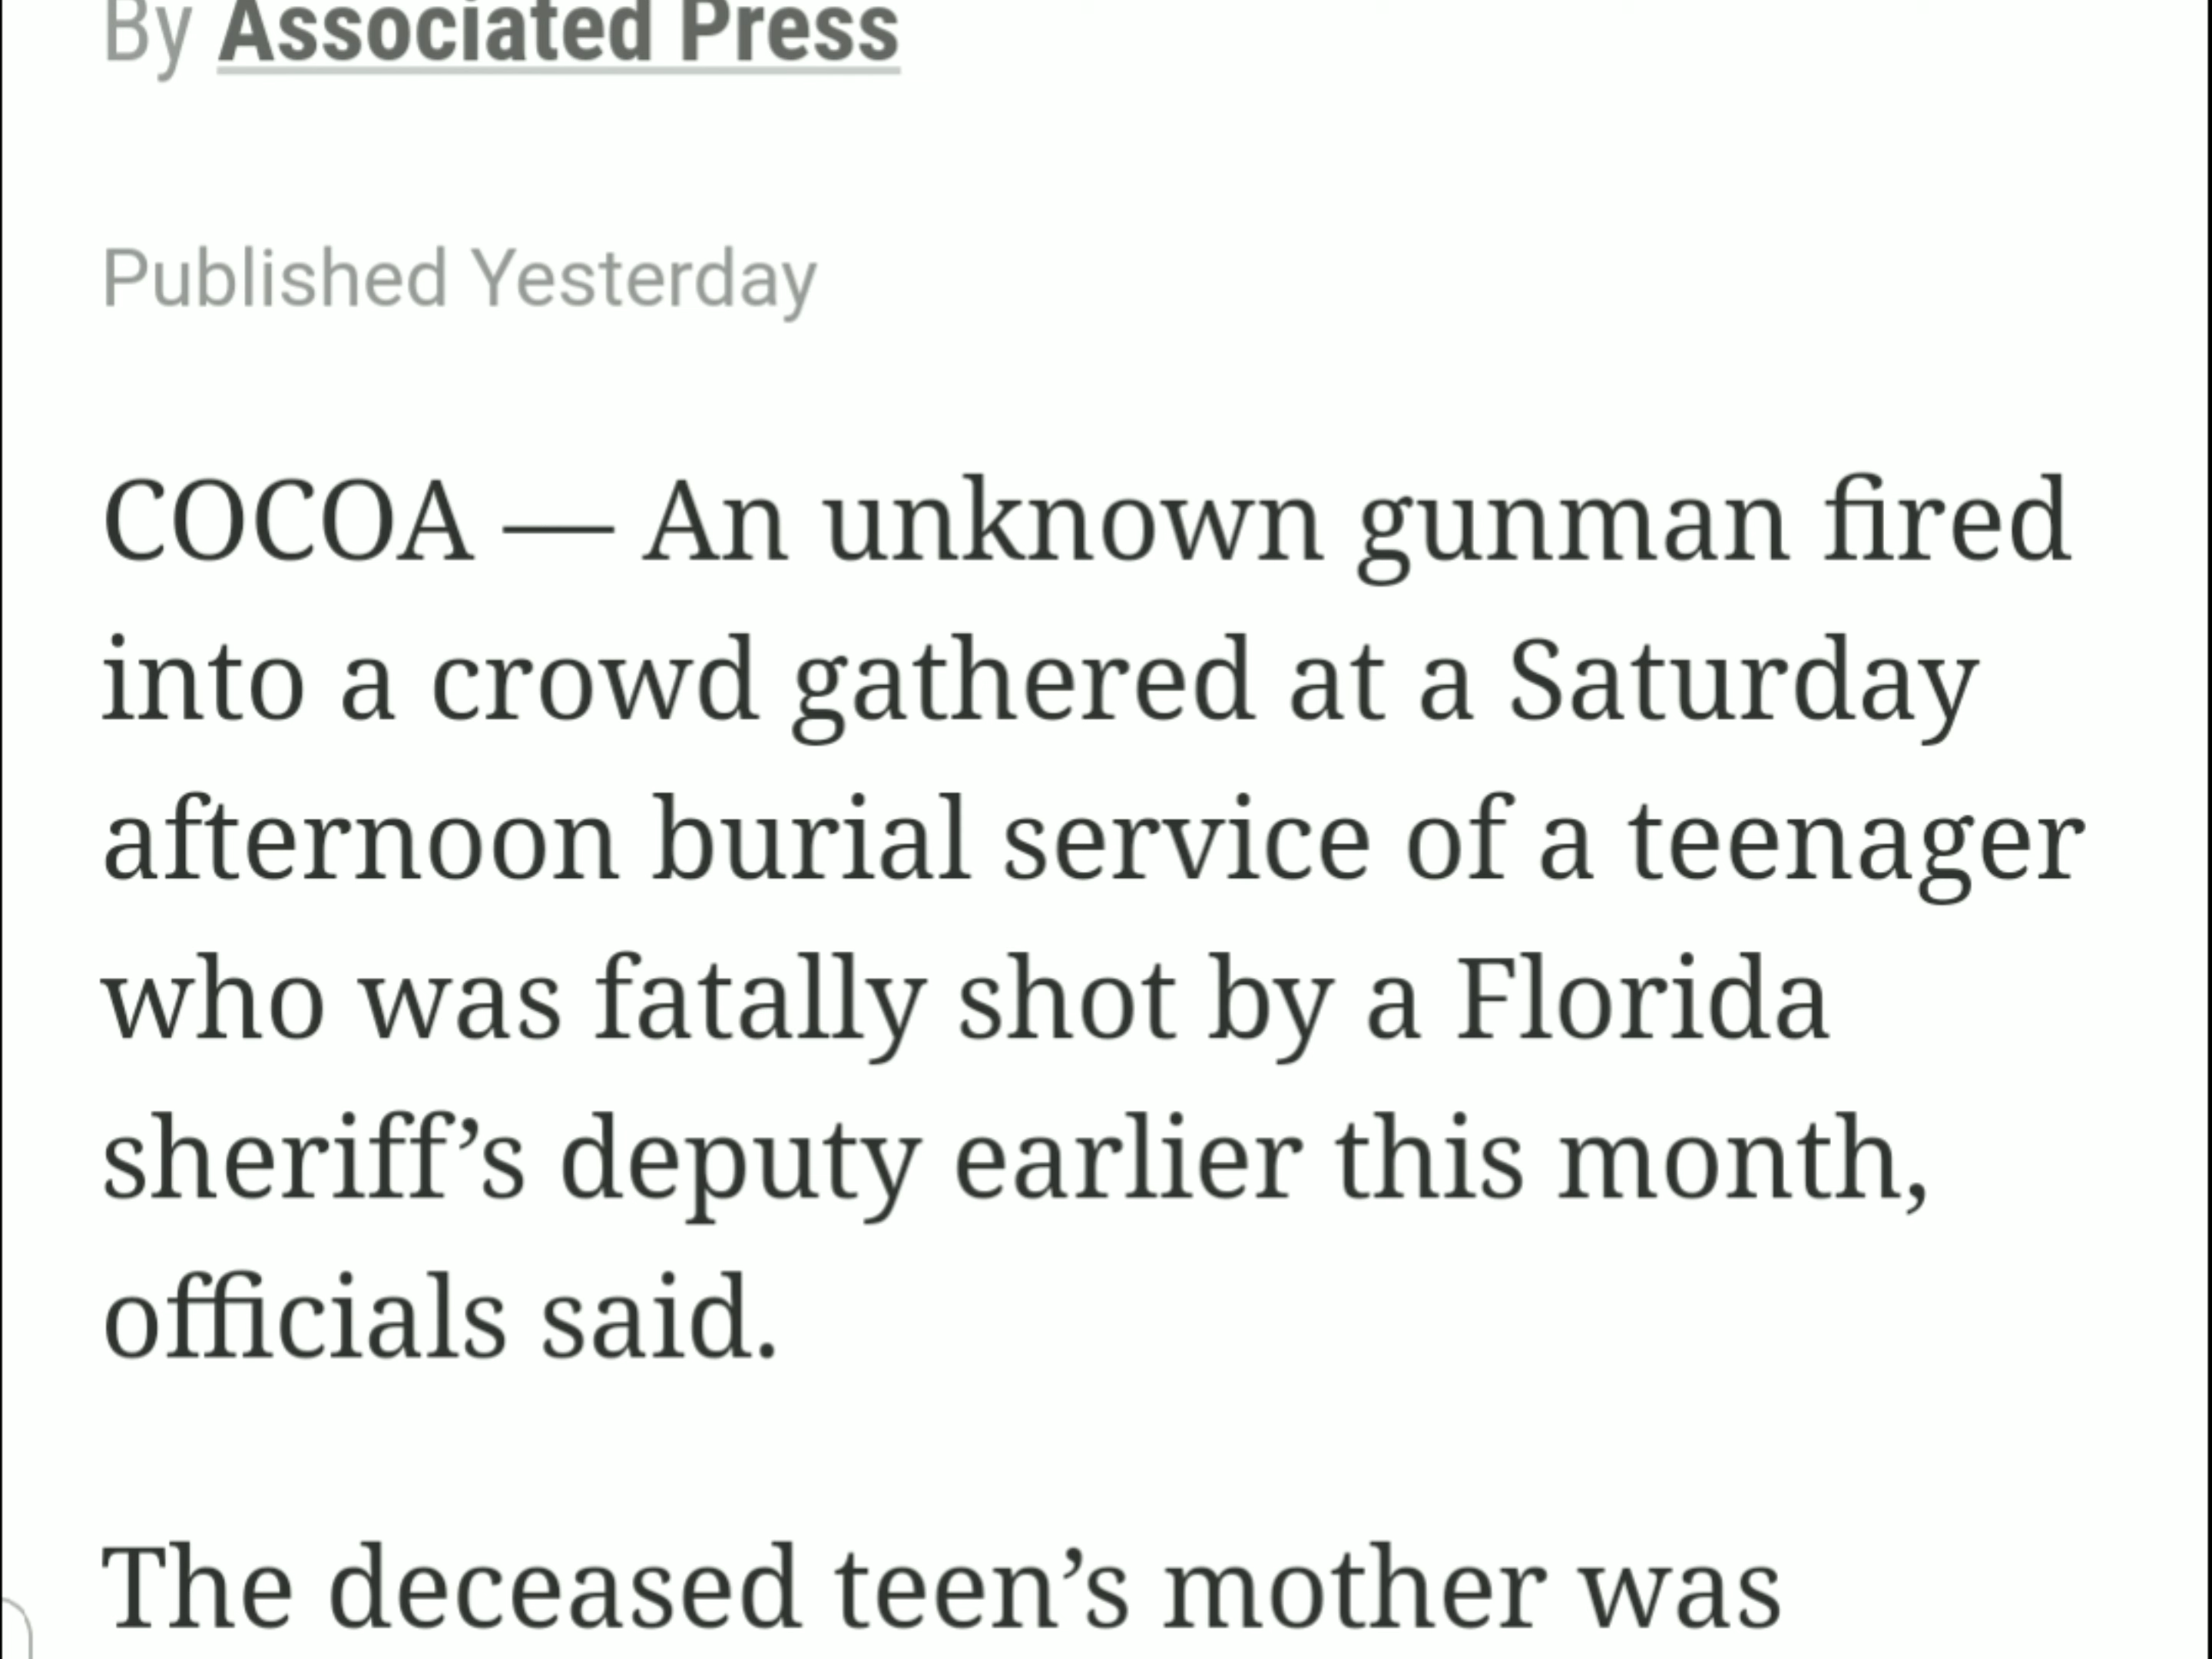 By Associated Press
Published Yesterday
COCOA — An unknown gunman fired
into a crowd gathered at a Saturday
afternoon burial service of a teenager
who was fatally shot by a Florida
sheriff’s deputy earlier this month,
officials said.
The deceased teen’s mother was